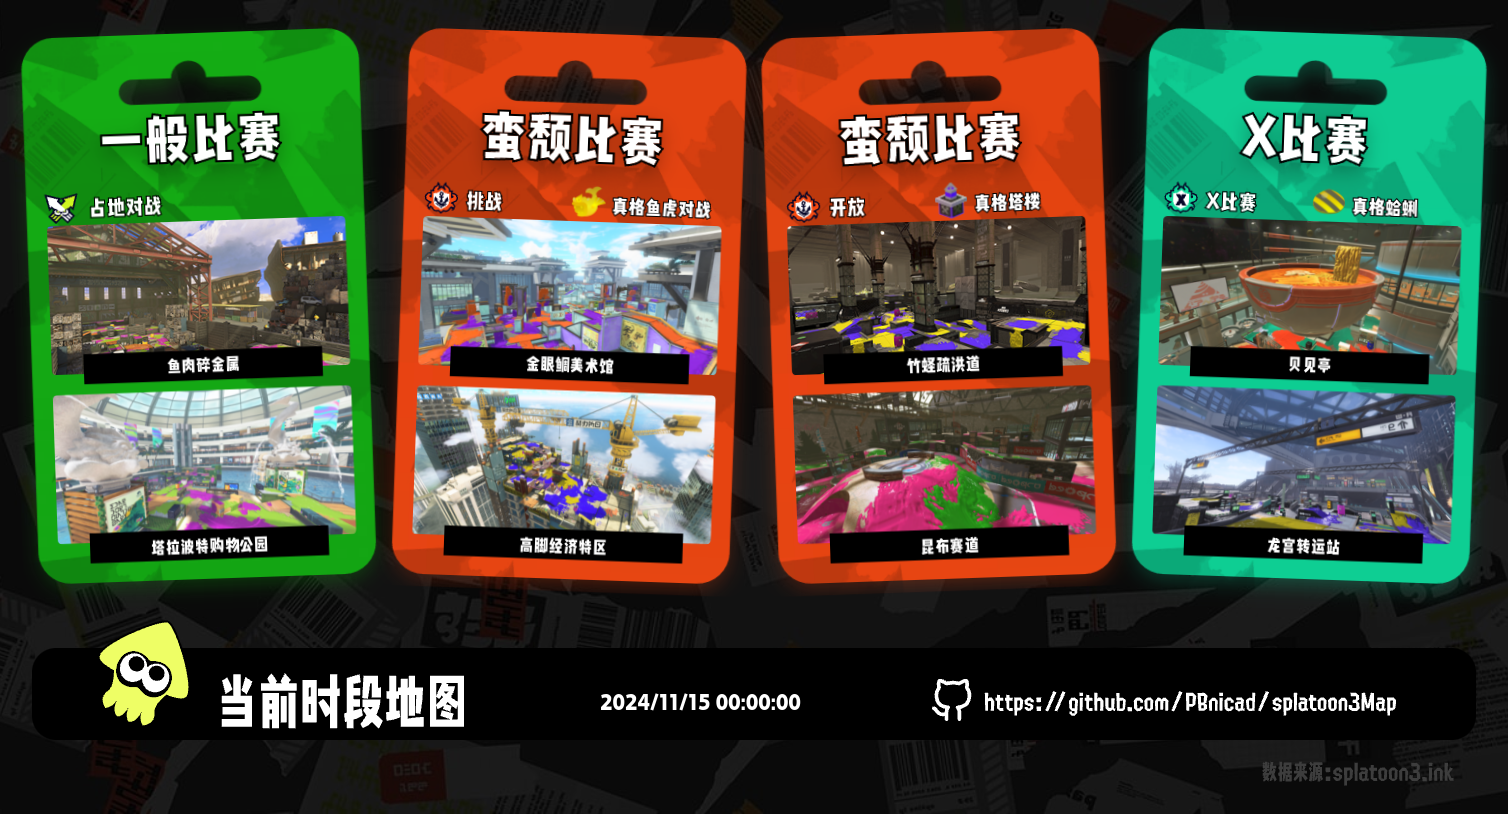 一般比赛
占地对战
鱼肉碎金属
塔拉波特购物公园
蛮颓比赛
挑战
真格鱼虎对战
金眼鲷美术馆
高脚经济特区
蛮颓比赛
开放
真格塔楼
竹蛏疏洪道
昆布赛道
X比赛
X比赛
真格蛤蜊
贝见亭
龙宫转运站
当前时段地图
2024/11/15 00:00:00
https://github.com/PBnicad/splatoon3Map
数据来源:splatoon3.ink